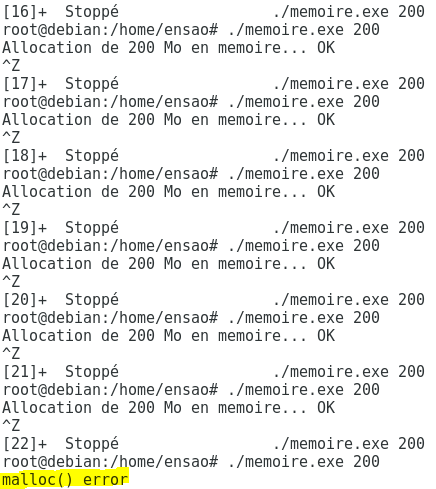 [16]+  Stoppé                 ./memoire.exe 200
root@debian:/home/ensao# ./memoire.exe 200
Allocation de 200 Mo en memoire... OK
^Z
[17]+  Stoppé                 ./memoire.exe 200
root@debian:/home/ensao# ./memoire.exe 200
Allocation de 200 Mo en memoire... OK
^Z
[18]+  Stoppé                 ./memoire.exe 200
root@debian:/home/ensao# ./memoire.exe 200
Allocation de 200 Mo en memoire... OK
^Z
[19]+  Stoppé                 ./memoire.exe 200
root@debian:/home/ensao# ./memoire.exe 200
Allocation de 200 Mo en memoire... OK
^Z
[20]+  Stoppé                 ./memoire.exe 200
root@debian:/home/ensao# ./memoire.exe 200
Allocation de 200 Mo en memoire... OK
^Z
[21]+  Stoppé                 ./memoire.exe 200
root@debian:/home/ensao# ./memoire.exe 200
Allocation de 200 Mo en memoire... OK
^Z
[22]+  Stoppé                 ./memoire.exe 200
root@debian:/home/ensao# ./memoire.exe 200
malloc() error